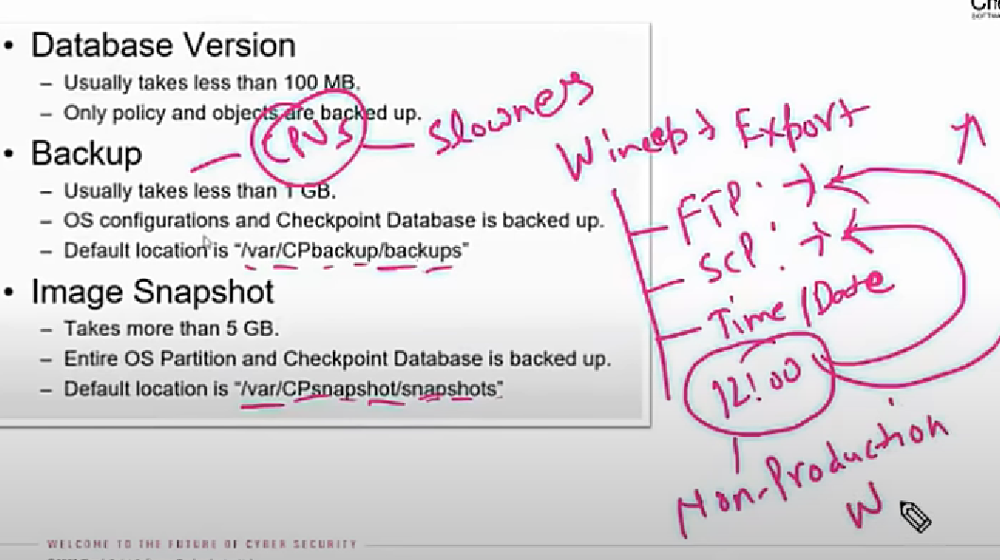 Che
SOFTWA
• Database Version
– Usually takes less than 100 MB.
– Only policy and objects are backed up.
CPUS
Slowness
• Backup
– Usually takes less than 1 GB.
– OS configurations and Checkpoint Database is backed up.
– Default location is "/var/CPbackup/backups"
• Image Snapshot
– Takes more than 5 GB.
– Entire OS Partition and Checkpoint Database is backed up.
– Default location is "/var/CPsnapshot/snapshots"
Export
FTP:
SCP:
Time/Date
12:00
Non-Production
W
WELCOME TO THE FUTURE OF CYBER SECURITY